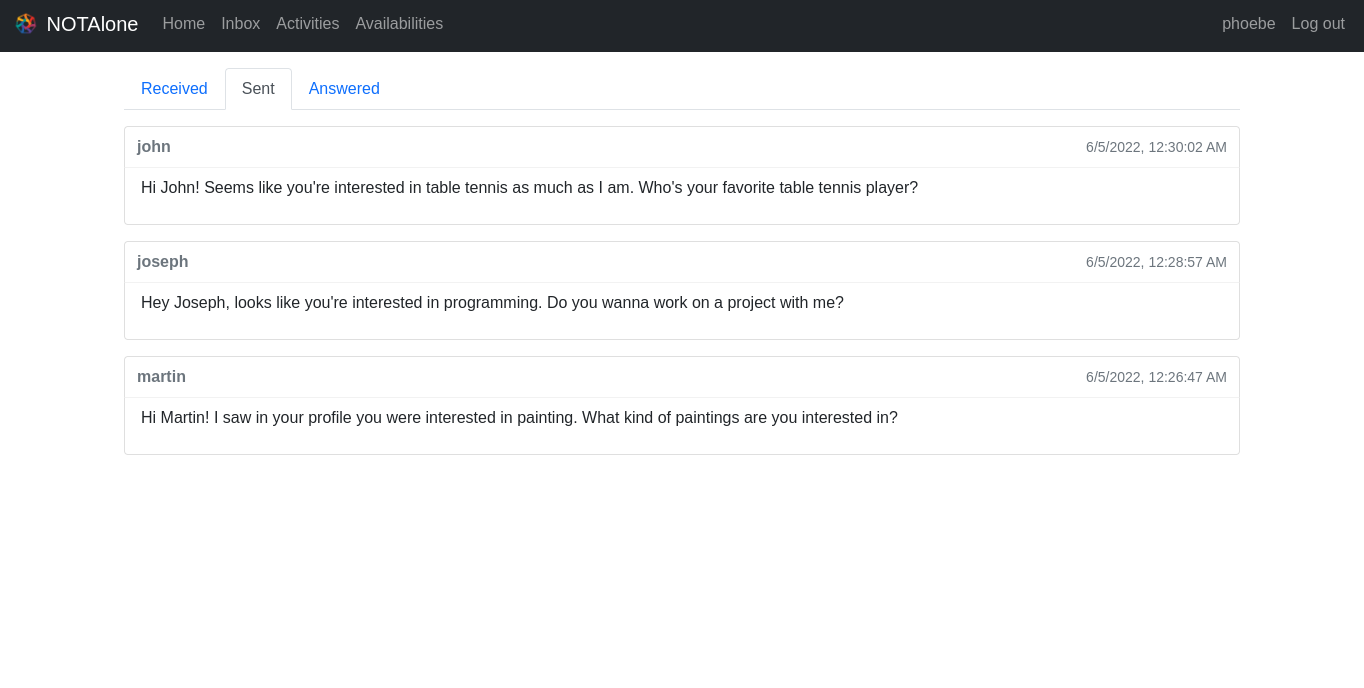 NOTAlone Home Inbox Activities Availabilities phoebe Log out
Received Sent Answered
john 6/5/2022, 12:30:02 AM
Hi John! Seems like you're interested in table tennis as much as I am. Who's your favorite table tennis player?
joseph 6/5/2022, 12:28:57 AM
Hey Joseph, looks like you're interested in programming. Do you wanna work on a project with me?
martin 6/5/2022, 12:26:47 AM
Hi Martin! I saw in your profile you were interested in painting. What kind of paintings are you interested in?